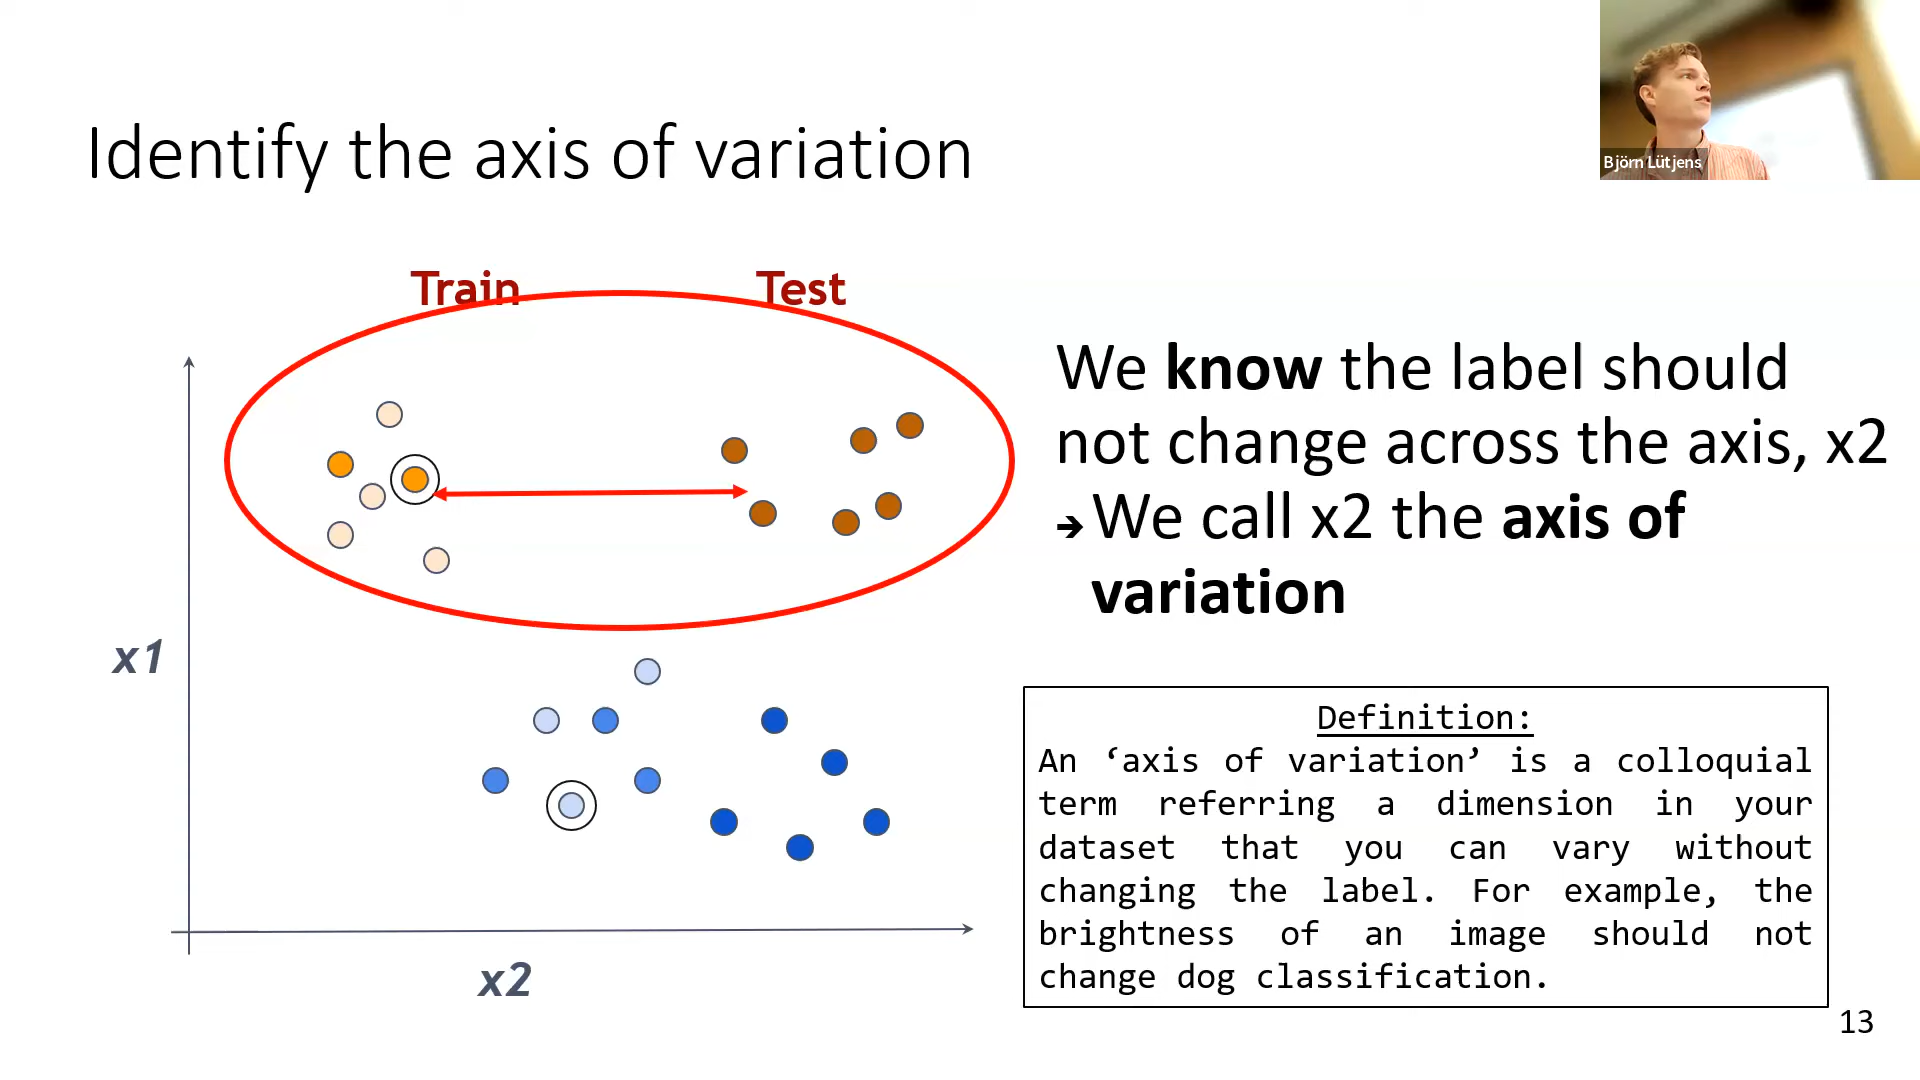 Björn Lütjens
Identify the axis of variation
Train
Test
x1
x2
We know the label should
not change across the axis, x2
➔ We call x2 the axis of
variation
Definition:
An ‘axis of variation’ is a colloquial
term referring a dimension in your
dataset that you can vary without
changing the label. For example, the
brightness of an image should not
change dog classification.
13